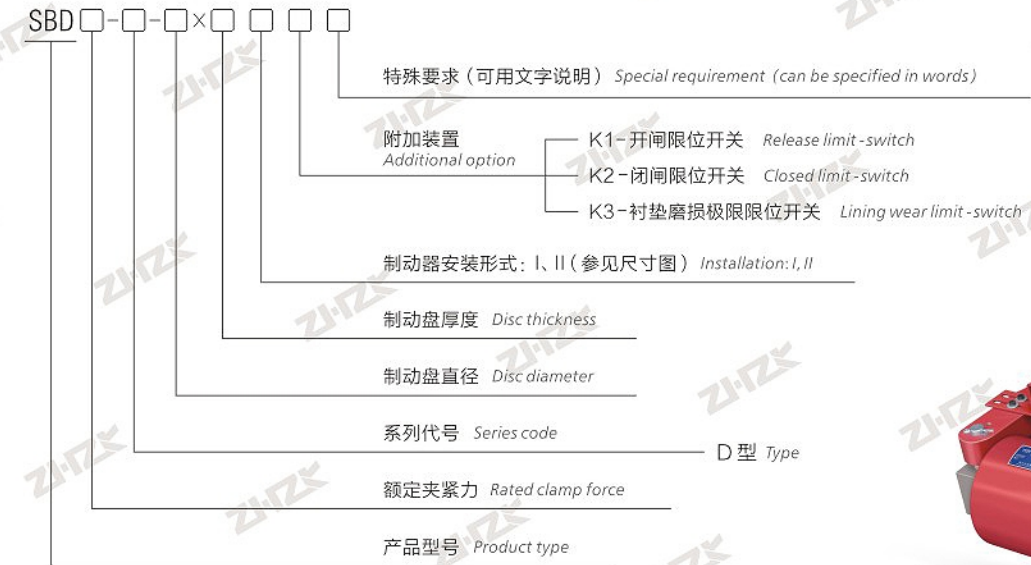 SBD□-□-□×□ □ □ □
特殊要求（可用文字说明） Special requirement (can be specified in words)
附加装置
Additional option
K1-开闸限位开关 Release limit-switch
K2-闭闸限位开关 Closed limit-switch
K3-衬垫磨损极限限位开关 Lining wear limit-switch
制动器安装形式: I、II（参见尺寸图） Installation: I, II
制动盘厚度 Disc thickness
制动盘直径 Disc diameter
系列代号 Series code
D型 Type
额定夹紧力 Rated clamp force
产品型号 Product type